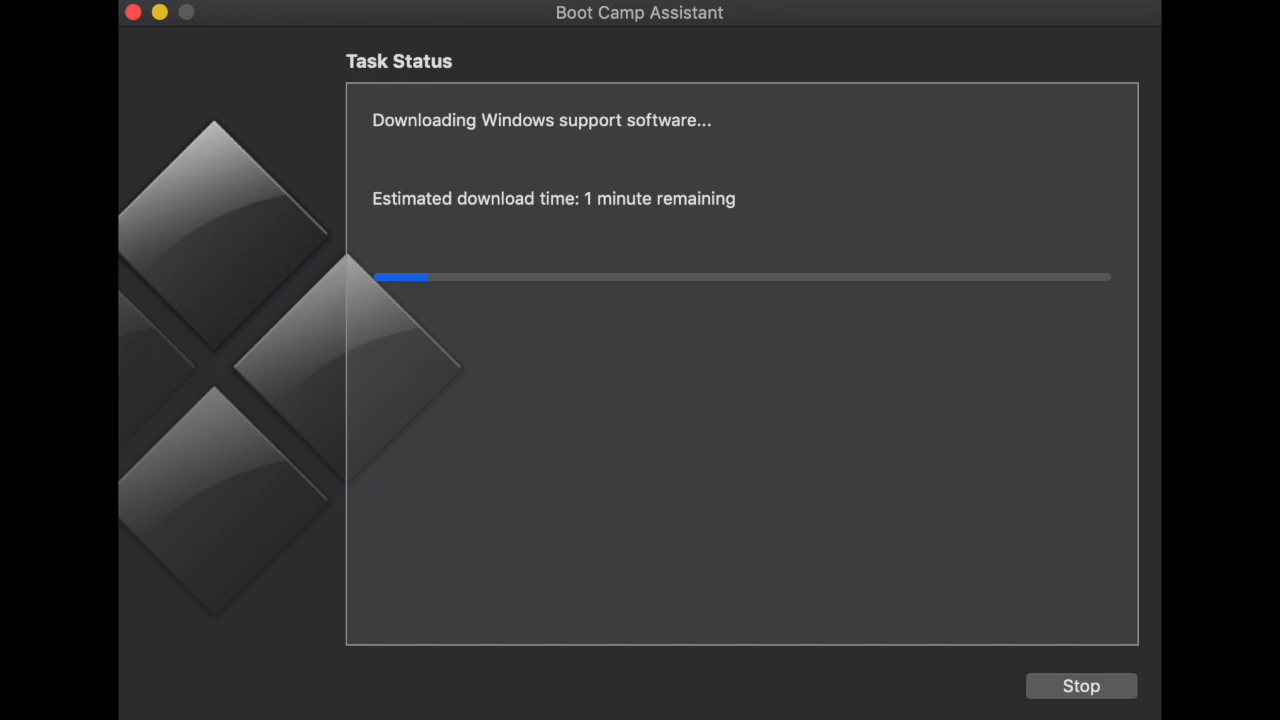 Boot Camp Assistant
Task Status
Downloading Windows support software...
Estimated download time: 1 minute remaining
Stop